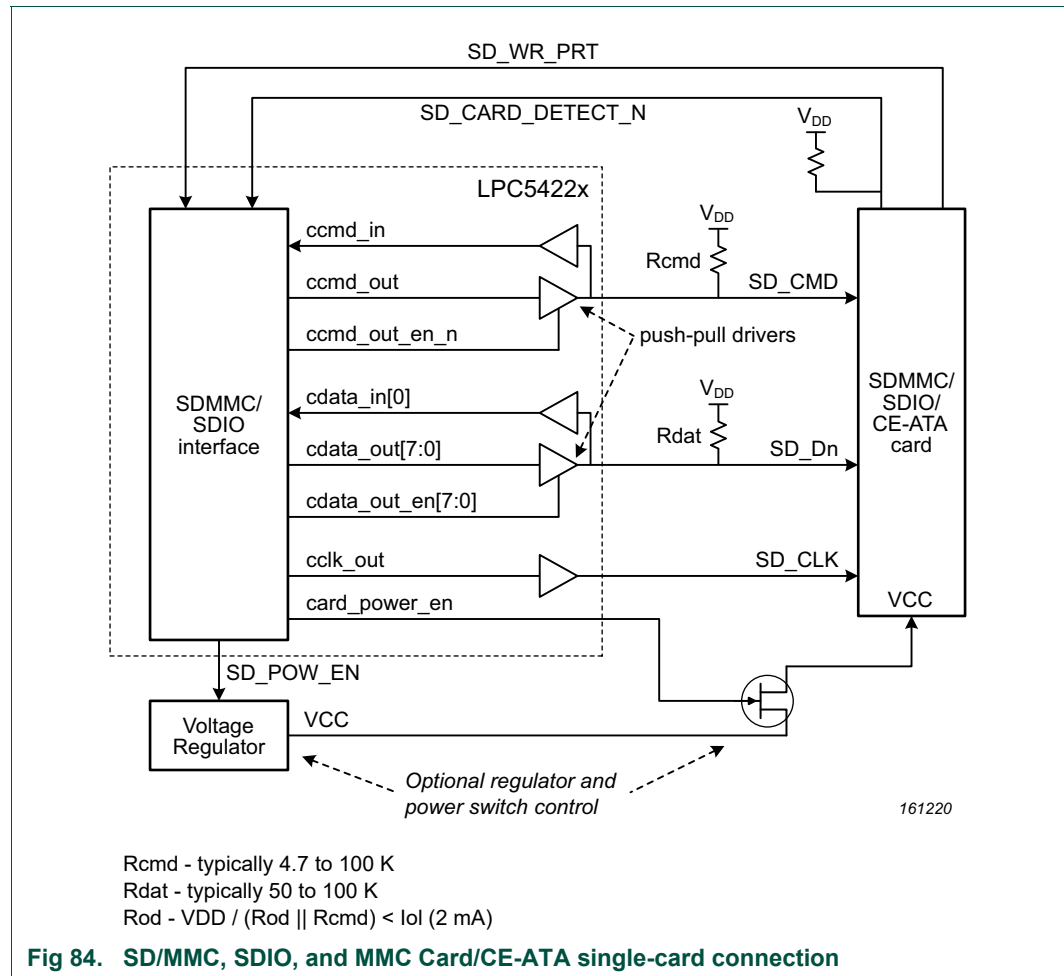 SD_WR_PRT
SD_CARD_DETECT_N
VDD
LPC5422x
ccmd_in
VDD
ccmd_out
Rcmd
SD_CMD
ccmd_out_en_n
push-pull drivers
SDMMC/
SDIO
interface
cdata_in[0]
VDD
SDMMC/
SDIO/
CE-ATA
card
cdata_out[7:0]
Rdat
SD_Dn
cdata_out_en[7:0]
cclk_out
SD_CLK
card_power_en
VCC
SD_POW_EN
Voltage
Regulator
VCC
Optional regulator and
power switch control
161220
Rcmd - typically 4.7 to 100 K
Rdat - typically 50 to 100 K
Rod - VDD / (Rod || Rcmd) < Iol (2 mA)
Fig 84. SD/MMC, SDIO, and MMC Card/CE-ATA single-card connection